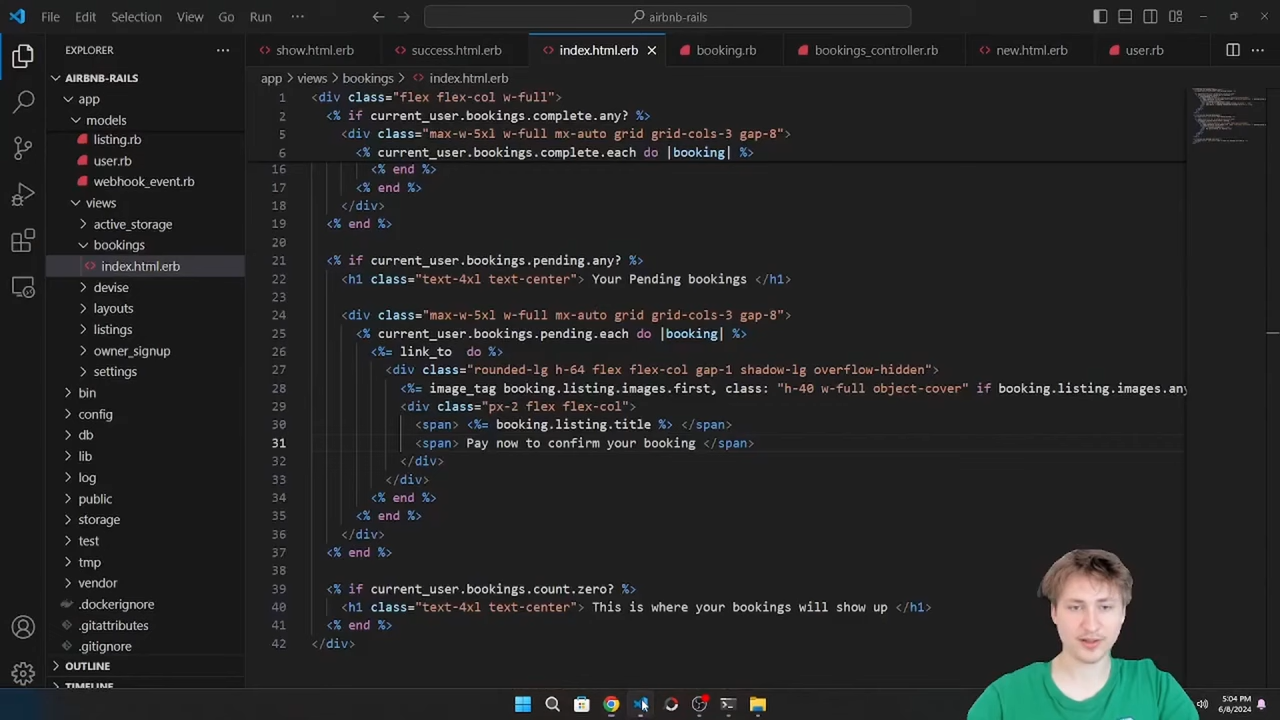 File Edit Selection View Go Run ··· airbnb-rails
EXPLORER ···
show.html.erb success.html.erb index.html.erb booking.rb bookings_controller.rb new.html.erb user.rb ···
AIRBNB-RAILS
app > views > bookings > index.html.erb
app
models
listing.rb
user.rb
webhook_event.rb
views
active_storage
bookings
index.html.erb
devise
layouts
listings
owner_signup
settings
bin
config
db
lib
log
public
storage
test
tmp
vendor
.dockerignore
.gitattributes
.gitignore
OUTLINE
TIMELINE
1 <div class="flex flex-col w-full">
2 <% if current_user.bookings.complete.any? %>
5 <div class="max-w-5xl w-full mx-auto grid grid-cols-3 gap-8">
6 <% current_user.bookings.complete.each do |booking| %>
16 <% end %>
17 <% end %>
18 </div>
19 <% end %>
20
21 <% if current_user.bookings.pending.any? %>
22 <h1 class="text-4xl text-center"> Your Pending bookings </h1>
23
24 <div class="max-w-5xl w-full mx-auto grid grid-cols-3 gap-8">
25 <% current_user.bookings.pending.each do |booking| %>
26 <%= link_to  do %>
27 <div class="rounded-lg h-64 flex flex-col gap-1 shadow-lg overflow-hidden">
28 <%= image_tag booking.listing.images.first, class: "h-40 w-full object-cover" if booking.listing.images.any
29 <div class="px-2 flex flex-col">
30 <span> <%= booking.listing.title %> </span>
31 <span> Pay now to confirm your booking </span>
32 </div>
33 </div>
34 <% end %>
35 <% end %>
36 </div>
37 <% end %>
38
39 <% if current_user.bookings.count.zero? %>
40 <h1 class="text-4xl text-center"> This is where your bookings will show up </h1>
41 <% end %>
42 </div>
5:04 PM
6/8/2024